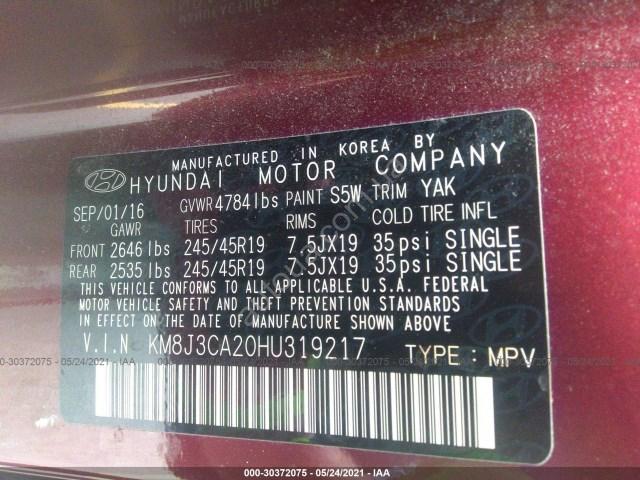 000-30372075 - 05/24/2021 - IAA
MANUFACTURED IN KOREA BY
HYUNDAI MOTOR COMPANY
SEP/01/16 GVWR4784lbs PAINT S5W TRIM YAK
GAWR TIRES RIMS COLD TIRE INFL
FRONT 2646 lbs 245/45R19 7.5JX19 35psi SINGLE
REAR 2535 lbs 245/45R19 7.5JX19 35psi SINGLE
THIS VEHICLE CONFORMS TO ALL APPLICABLE U.S.A. FEDERAL
MOTOR VEHICLE SAFETY AND THEFT PREVENTION STANDARDS
IN EFFECT ON THE DATE OF MANUFACTURE SHOWN ABOVE
V.I.N KM8J3CA20HU319217 TYPE : MPV
000-30372075 - 05/24/2021 - IAA